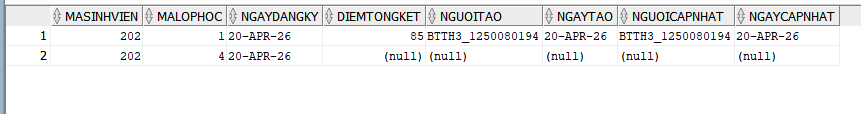 MASINHVIEN MALOPHOC NGAYDANGKY DIEMTONGKET NGUOITAO NGAYTAO NGUOICAPNHAT NGAYCAPNHAT
1 202 1 20-APR-26 85 BTTH3_1250080194 20-APR-26 BTTH3_1250080194 20-APR-26
2 202 4 20-APR-26 (null) (null) (null) (null) (null)